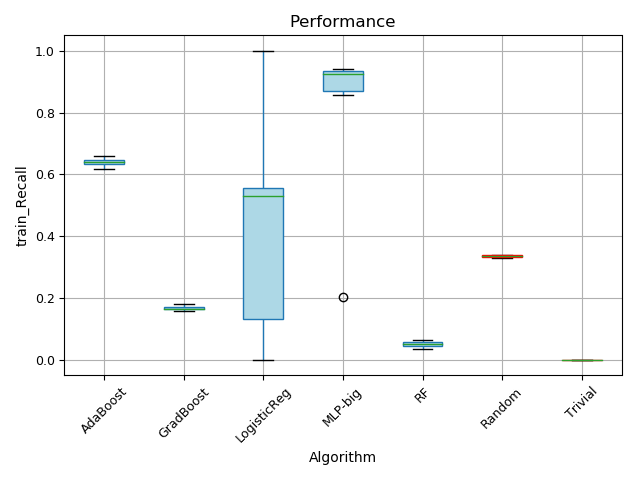 Performance
train_Recall
1.0
0.8
0.6
0.4
0.2
0.0
AdaBoost
GradBoost
LogisticReg
MLP-big
RF
Random
Trivial
Algorithm